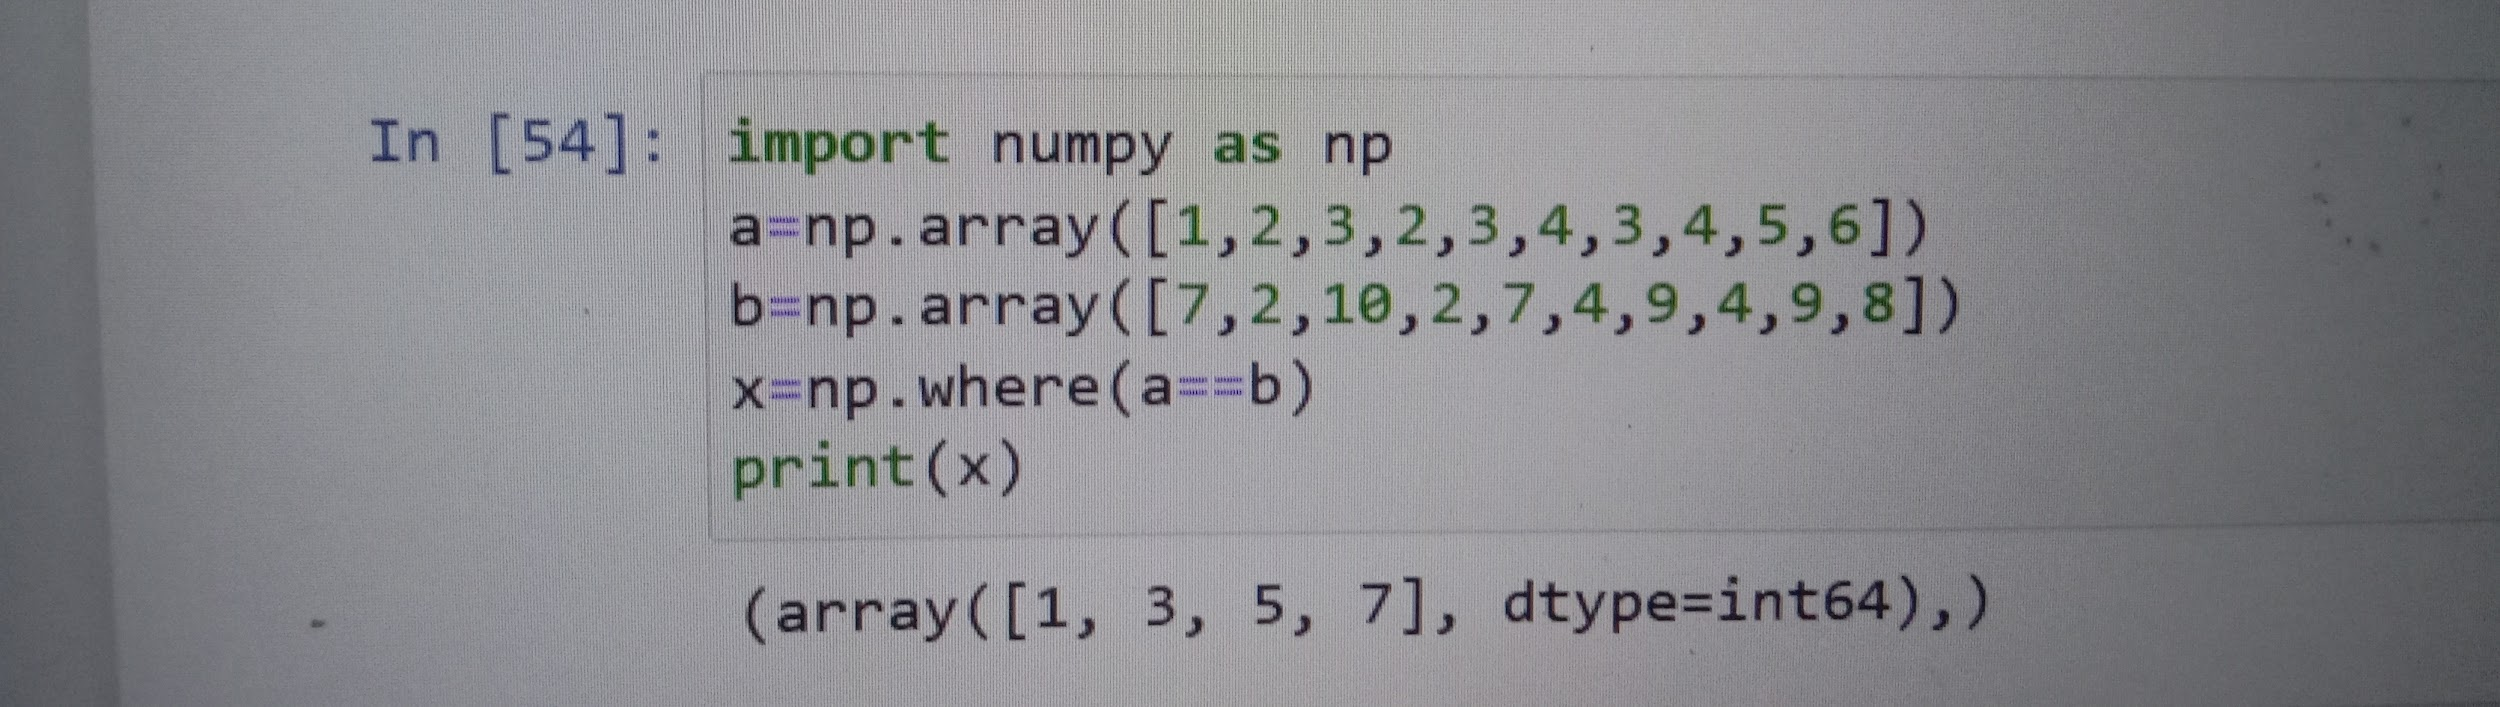 In [54]: import numpy as np
a=np.array([1,2,3,2,3,4,3,4,5,6])
b=np.array([7,2,10,2,7,4,9,4,9,8])
x=np.where(a==b)
print(x)
(array([1, 3, 5, 7], dtype=int64),)